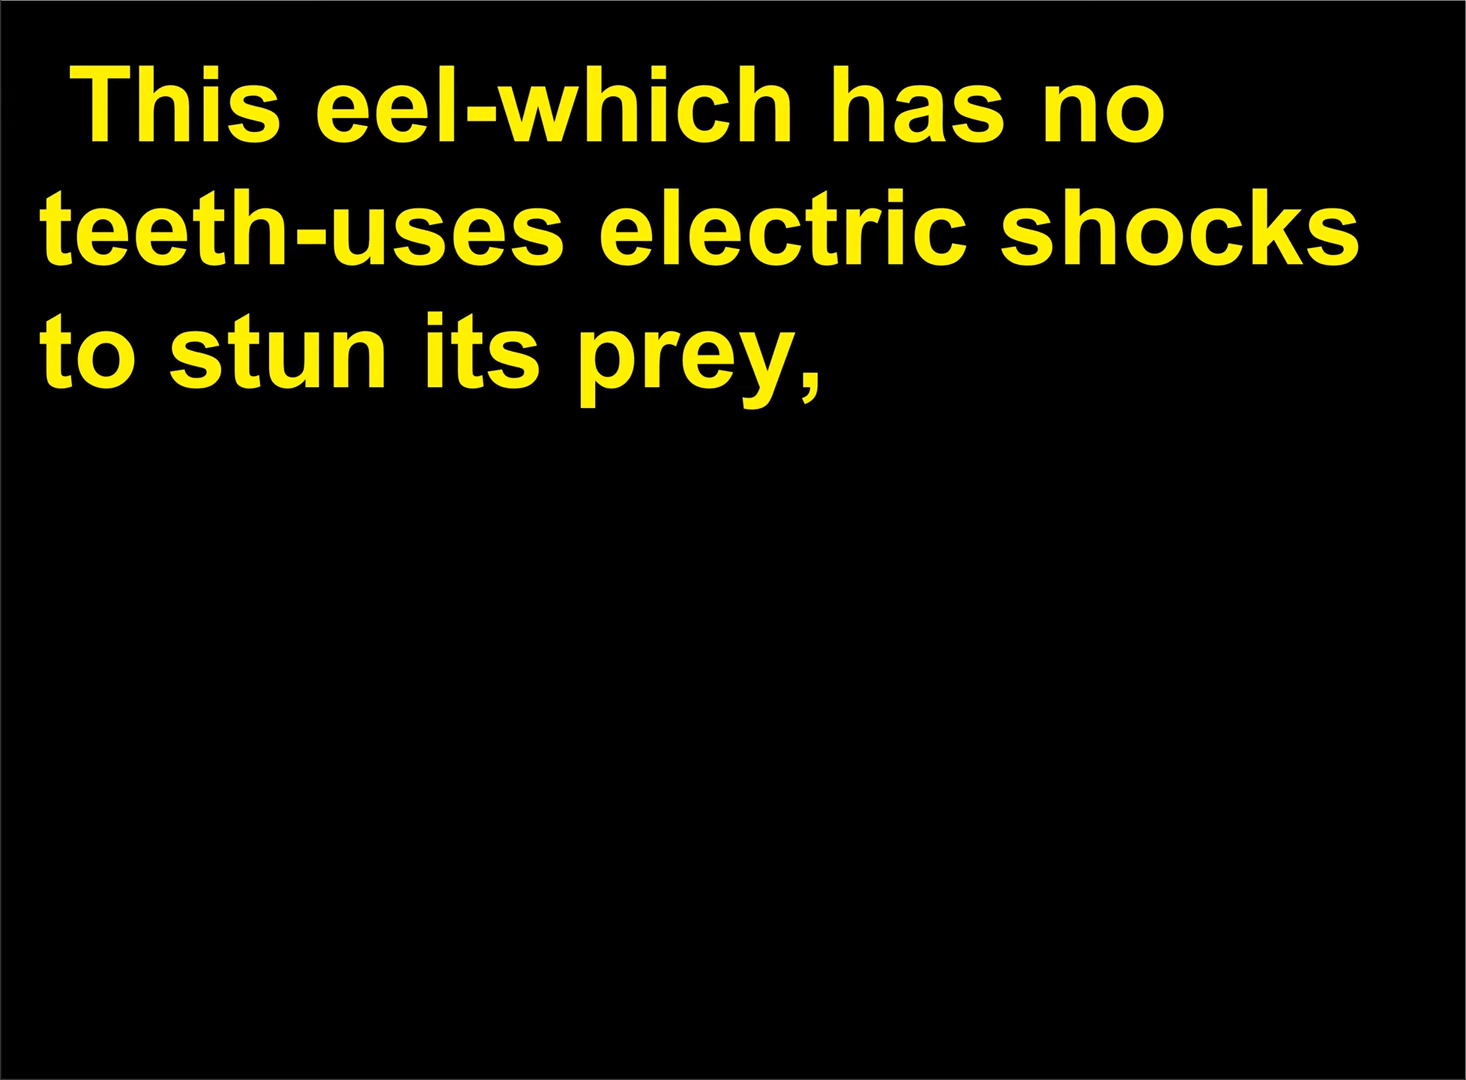 This eel-which has no
teeth-uses electric shocks
to stun its prey,